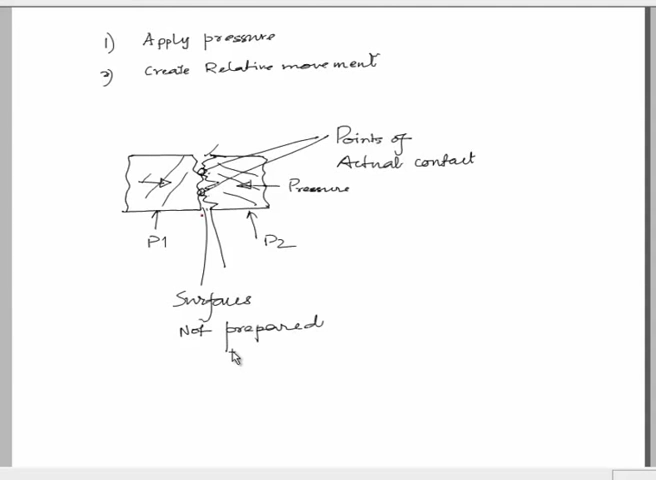 1) Apply pressure
2) Create Relative movement
Points of
Actual contact
Pressure
P1
P2
Surfaces
Not prepared